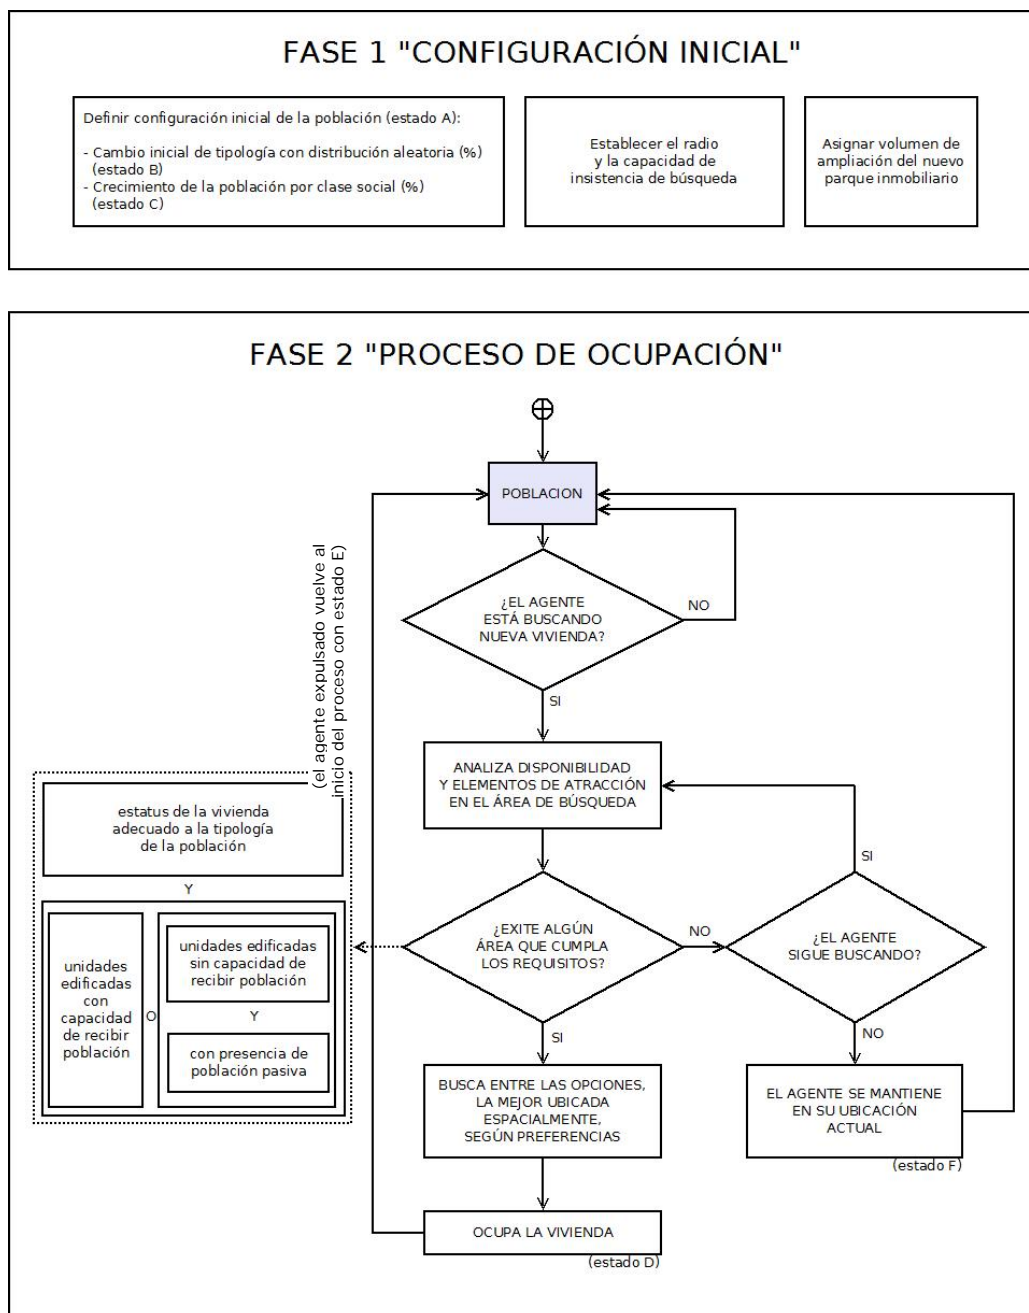 FASE 1 "CONFIGURACIÓN INICIAL"
Definir configuración inicial de la población (estado A):
- Cambio inicial de tipología con distribución aleatoria (%)
(estado B)
- Crecimiento de la población por clase social (%)
(estado C)
Establecer el radio
y la capacidad de
insistencia de búsqueda
Asignar volumen de
ampliación del nuevo
parque inmobiliario
FASE 2 "PROCESO DE OCUPACIÓN"
POBLACION
¿EL AGENTE
ESTÁ BUSCANDO
NUEVA VIVIENDA?
NO
SI
(el agente expulsado vuelve al
inicio del proceso con estado E)
ANALIZA DISPONIBILIDAD
Y ELEMENTOS DE ATRACCIÓN
EN EL ÁREA DE BÚSQUEDA
¿EXITE ALGÚN
ÁREA QUE CUMPLA
LOS REQUISITOS?
NO
SI
¿EL AGENTE
SIGUE BUSCANDO?
SI
NO
estatus de la vivienda
adecuado a la tipología
de la población
Y
unidades
edificadas
con
capacidad
de recibir
población
O
unidades edificadas
sin capacidad de
recibir población
Y
con presencia de
población pasiva
BUSCA ENTRE LAS OPCIONES,
LA MEJOR UBICADA
ESPACIALMENTE,
SEGÚN PREFERENCIAS
EL AGENTE SE MANTIENE
EN SU UBICACIÓN
ACTUAL
(estado F)
OCUPA LA VIVIENDA
(estado D)